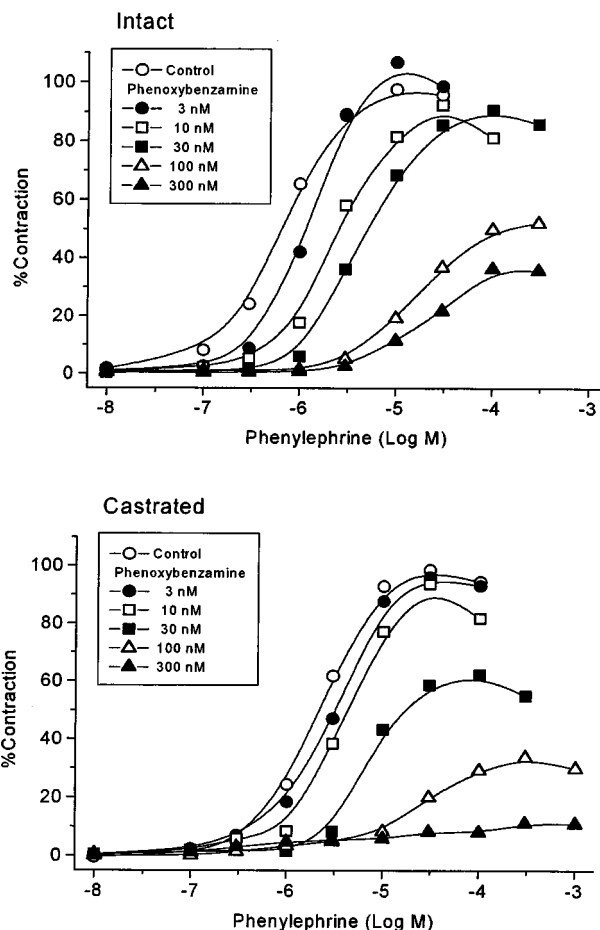 Intact
Control
Phenoxybenzamine
3 nM
10 nM
30 nM
100 nM
300 nM
100
80
60
40
20
0
%Contraction
-8 -7 -6 -5 -4 -3
Phenylephrine (Log M)
Castrated
Control
Phenoxybenzamine
3 nM
10 nM
30 nM
100 nM
300 nM
100
80
60
40
20
0
%Contraction
-8 -7 -6 -5 -4 -3
Phenylephrine (Log M)